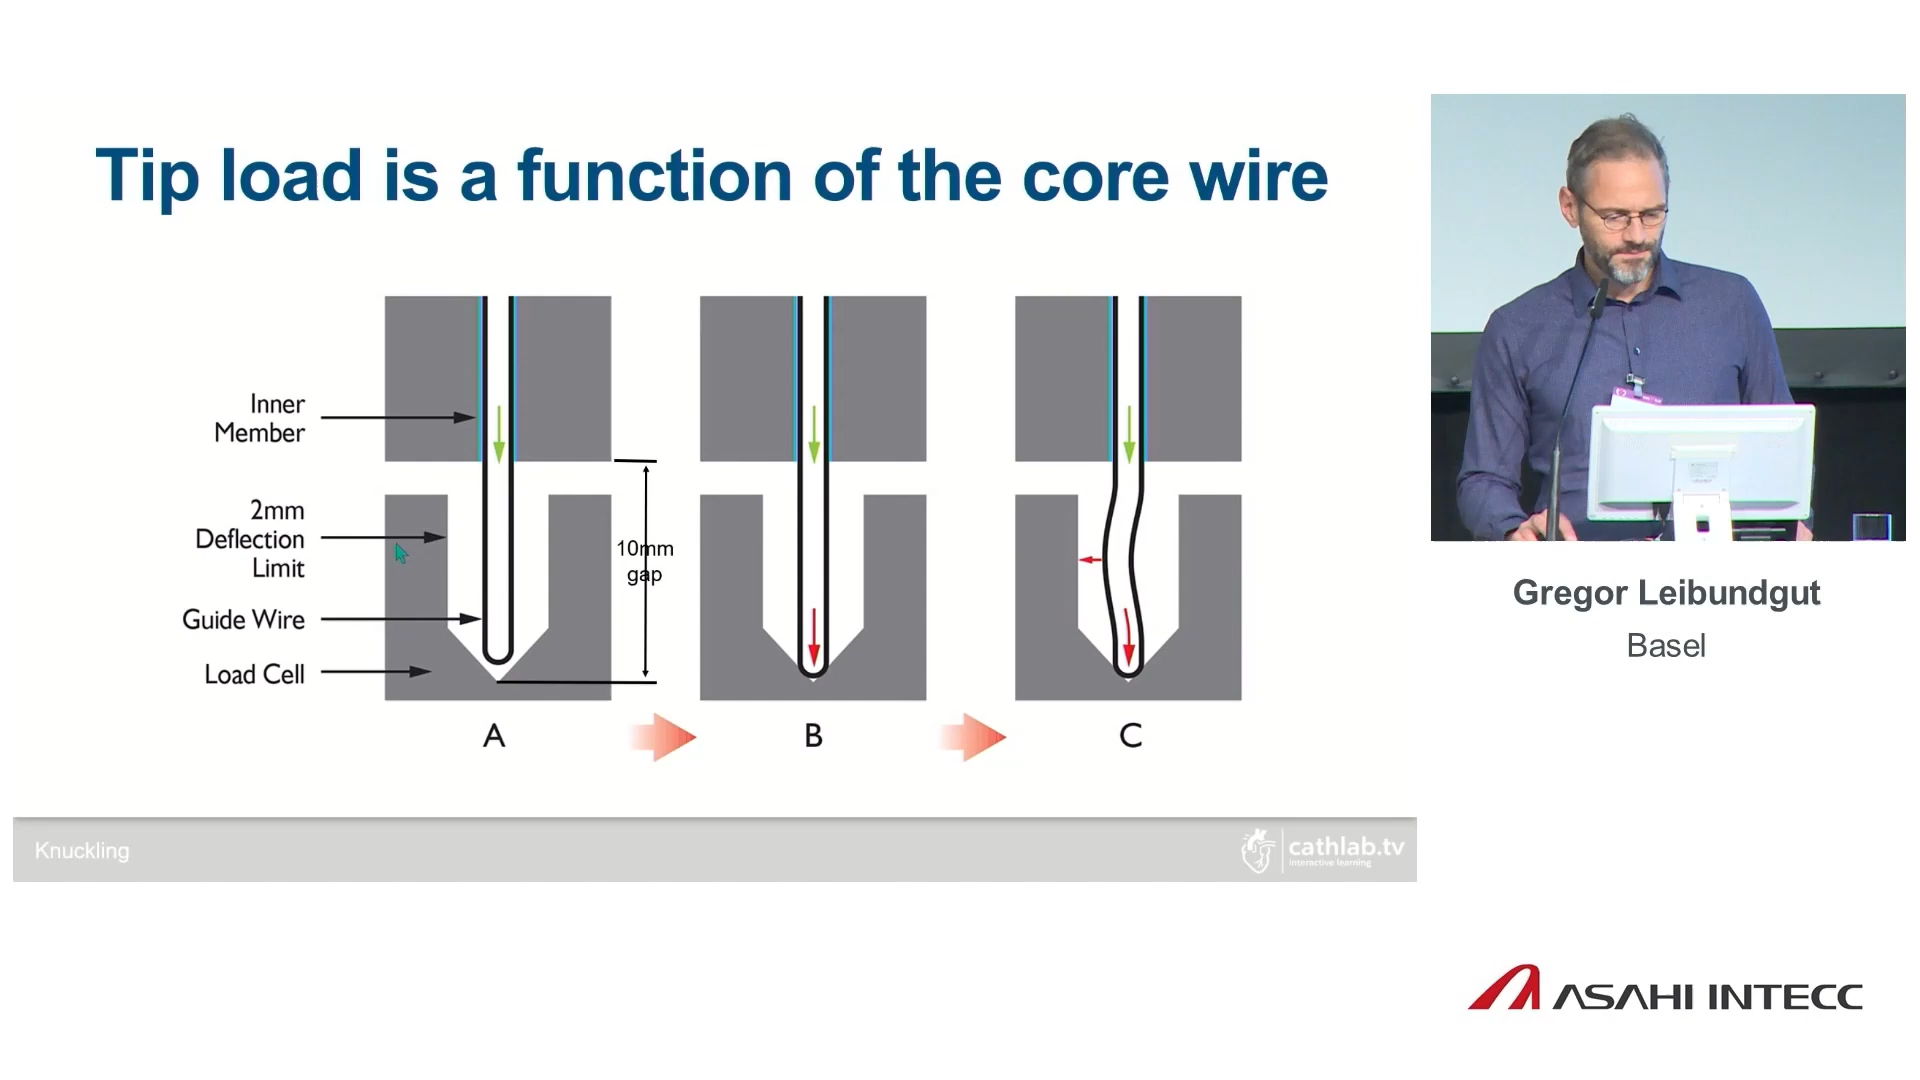 Tip load is a function of the core wire
Inner
Member
2mm
Deflection
Limit
10mm
gap
Guide Wire
Load Cell
A
B
C
Knuckling
cathlab.tv
interactive learning
Gregor Leibundgut
Basel
ASAHI INTECC